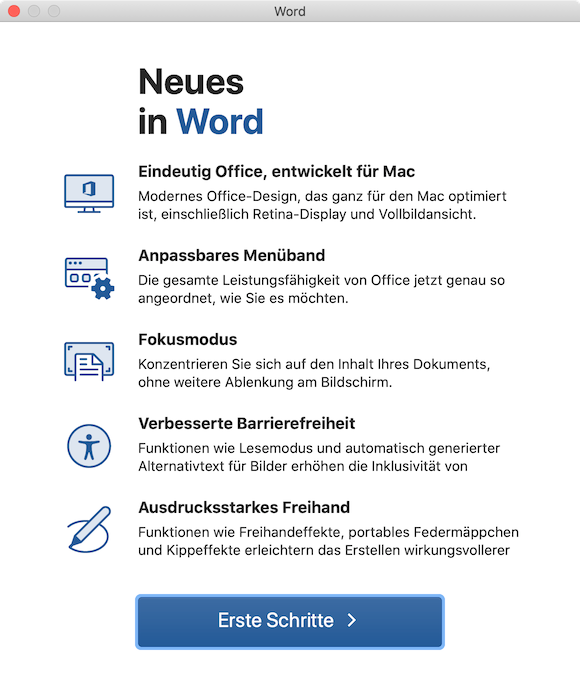 Word
Neues
in Word
Eindeutig Office, entwickelt für Mac
Modernes Office-Design, das ganz für den Mac optimiert
ist, einschließlich Retina-Display und Vollbildansicht.
Anpassbares Menüband
Die gesamte Leistungsfähigkeit von Office jetzt genau so
angeordnet, wie Sie es möchten.
Fokusmodus
Konzentrieren Sie sich auf den Inhalt Ihres Dokuments,
ohne weitere Ablenkung am Bildschirm.
Verbesserte Barrierefreiheit
Funktionen wie Lesemodus und automatisch generierter
Alternativtext für Bilder erhöhen die Inklusivität von
Ausdrucksstarkes Freihand
Funktionen wie Freihandeffekte, portables Federmäppchen
und Kippeffekte erleichtern das Erstellen wirkungsvollerer
Erste Schritte